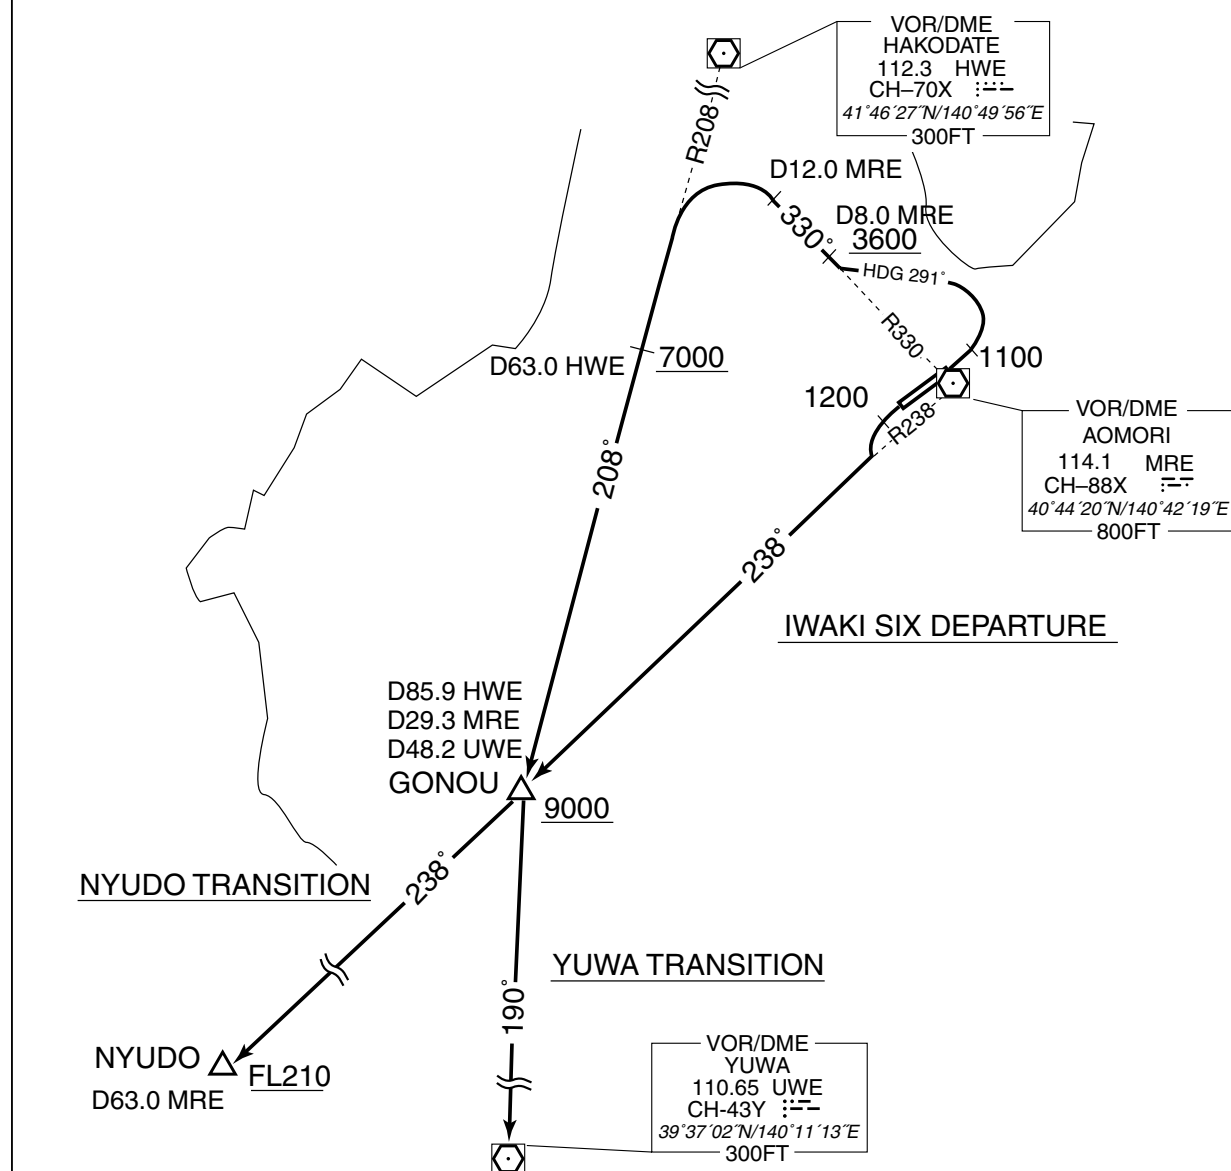 VOR/DME
HAKODATE
112.3 HWE
CH–70X
41°46´27˝N/140°49´56˝E
300FT
R208
D12.0 MRE
330°
D8.0 MRE
3600
HDG 291°
R330
D63.0 HWE
7000
1100
1200
R238
VOR/DME
AOMORI
114.1 MRE
CH–88X
40°44´20˝N/140°42´19˝E
800FT
208°
238°
IWAKI SIX DEPARTURE
D85.9 HWE
D29.3 MRE
D48.2 UWE
GONOU
9000
NYUDO TRANSITION
238°
YUWA TRANSITION
190°
NYUDO
FL210
D63.0 MRE
VOR/DME
YUWA
110.65 UWE
CH-43Y
39°37´02˝N/140°11´13˝E
300FT